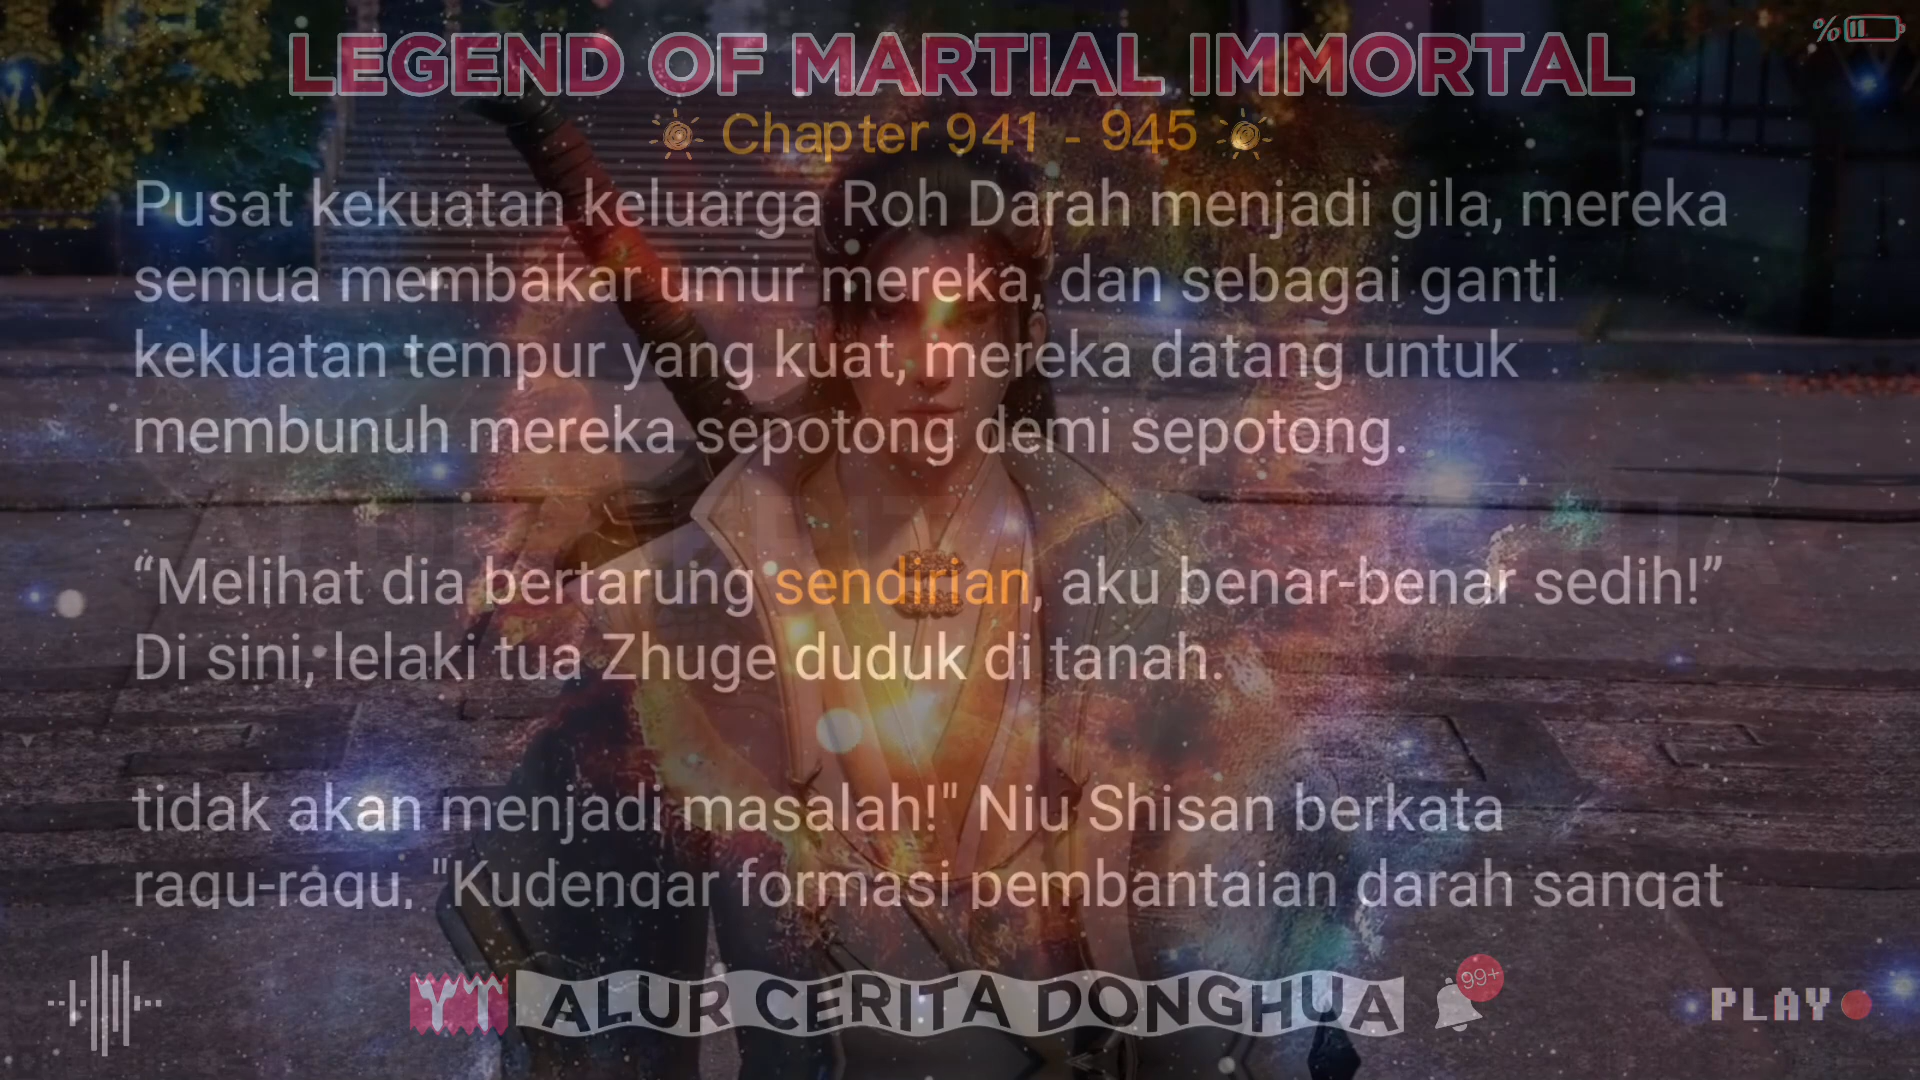 LEGEND OF MARTIAL IMMORTAL
%
Chapter 941 - 945
Pusat kekuatan keluarga Roh Darah menjadi gila, mereka
semua membakar umur mereka, dan sebagai ganti
kekuatan tempur yang kuat, mereka datang untuk
membunuh mereka sepotong demi sepotong.
“Melihat dia bertarung sendirian, aku benar-benar sedih!”
Di sini, lelaki tua Zhuge duduk di tanah.
tidak akan menjadi masalah!" Niu Shisan berkata
ragu-ragu, "Kudengar formasi pembantaian darah sangat
YT ALUR CERITA DONGHUA
99+
PLAY